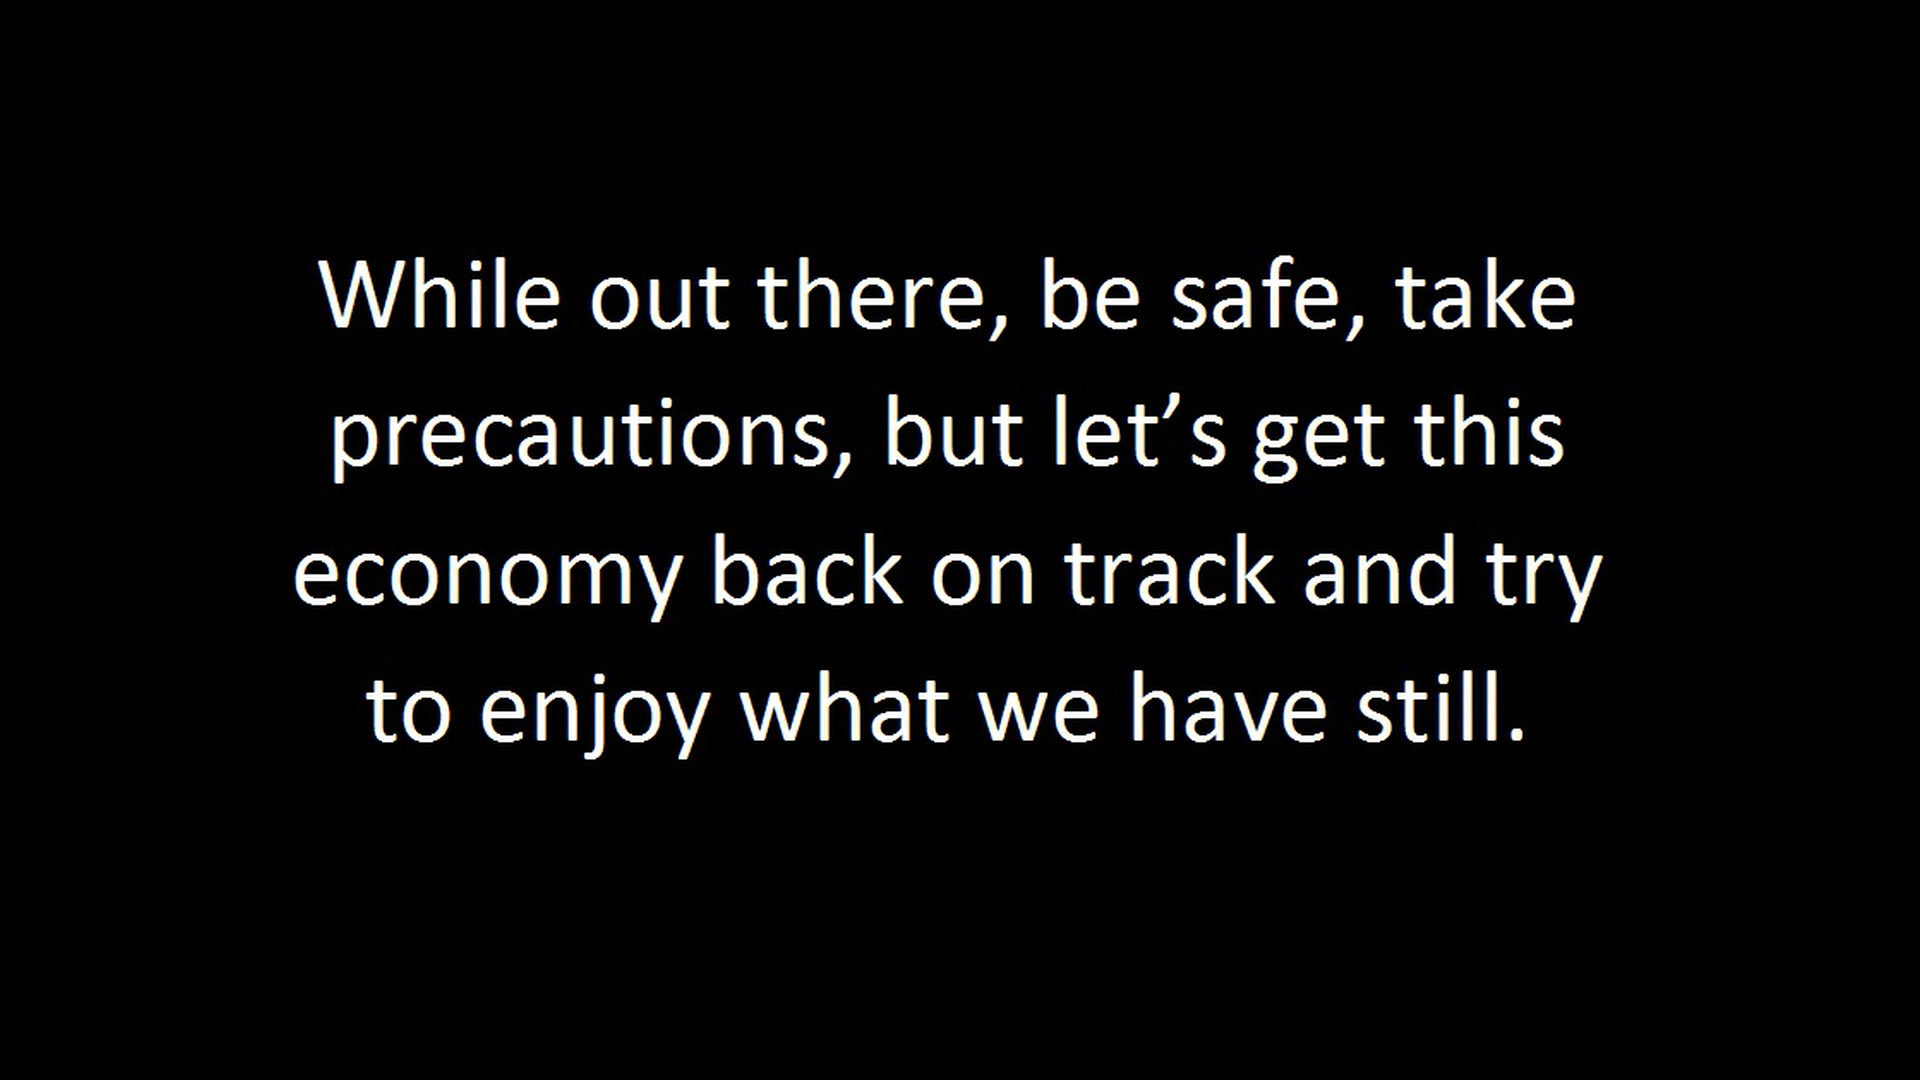 While out there, be safe, take
precautions, but let’s get this
economy back on track and try
to enjoy what we have still.